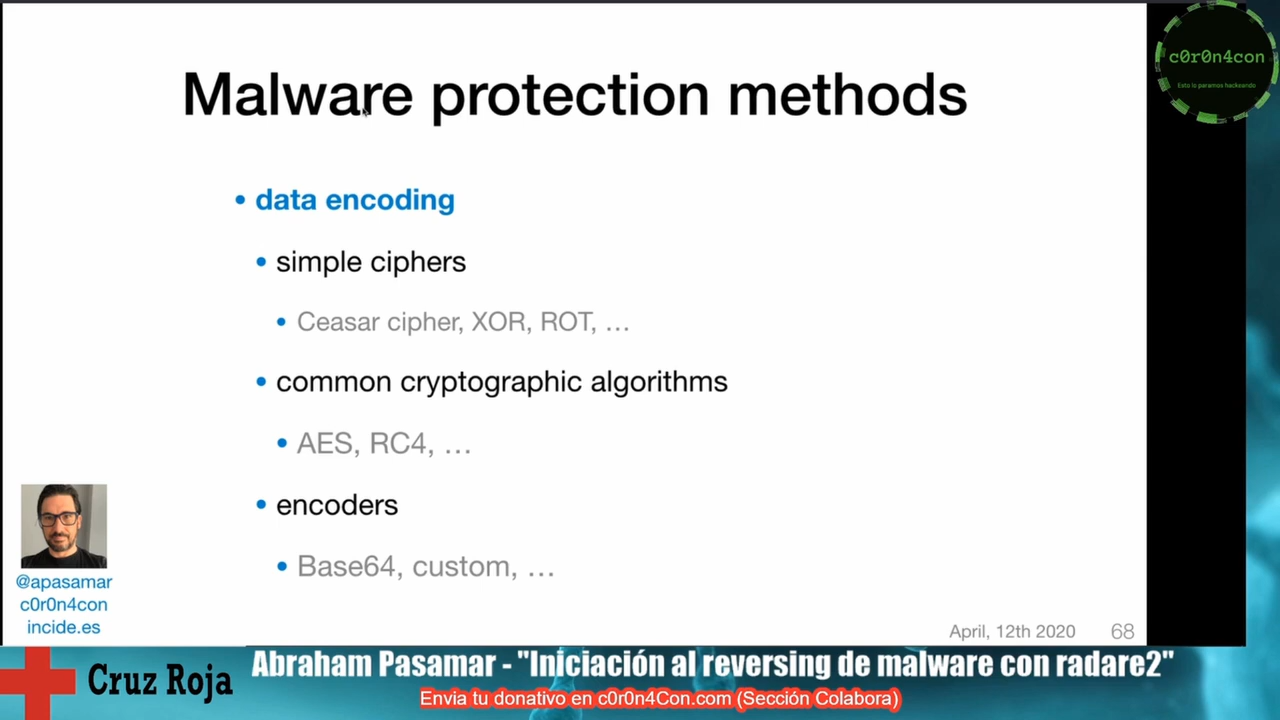 Malware protection methods
c0r0n4con
Esto lo paramos hackeando
• data encoding
• simple ciphers
• Ceasar cipher, XOR, ROT, …
• common cryptographic algorithms
• AES, RC4, …
• encoders
• Base64, custom, …
@apasamar
c0r0n4con
incide.es
April, 12th 2020
68
Cruz Roja
Abraham Pasamar - "Iniciación al reversing de malware con radare2"
Envia tu donativo en c0r0n4Con.com (Sección Colabora)